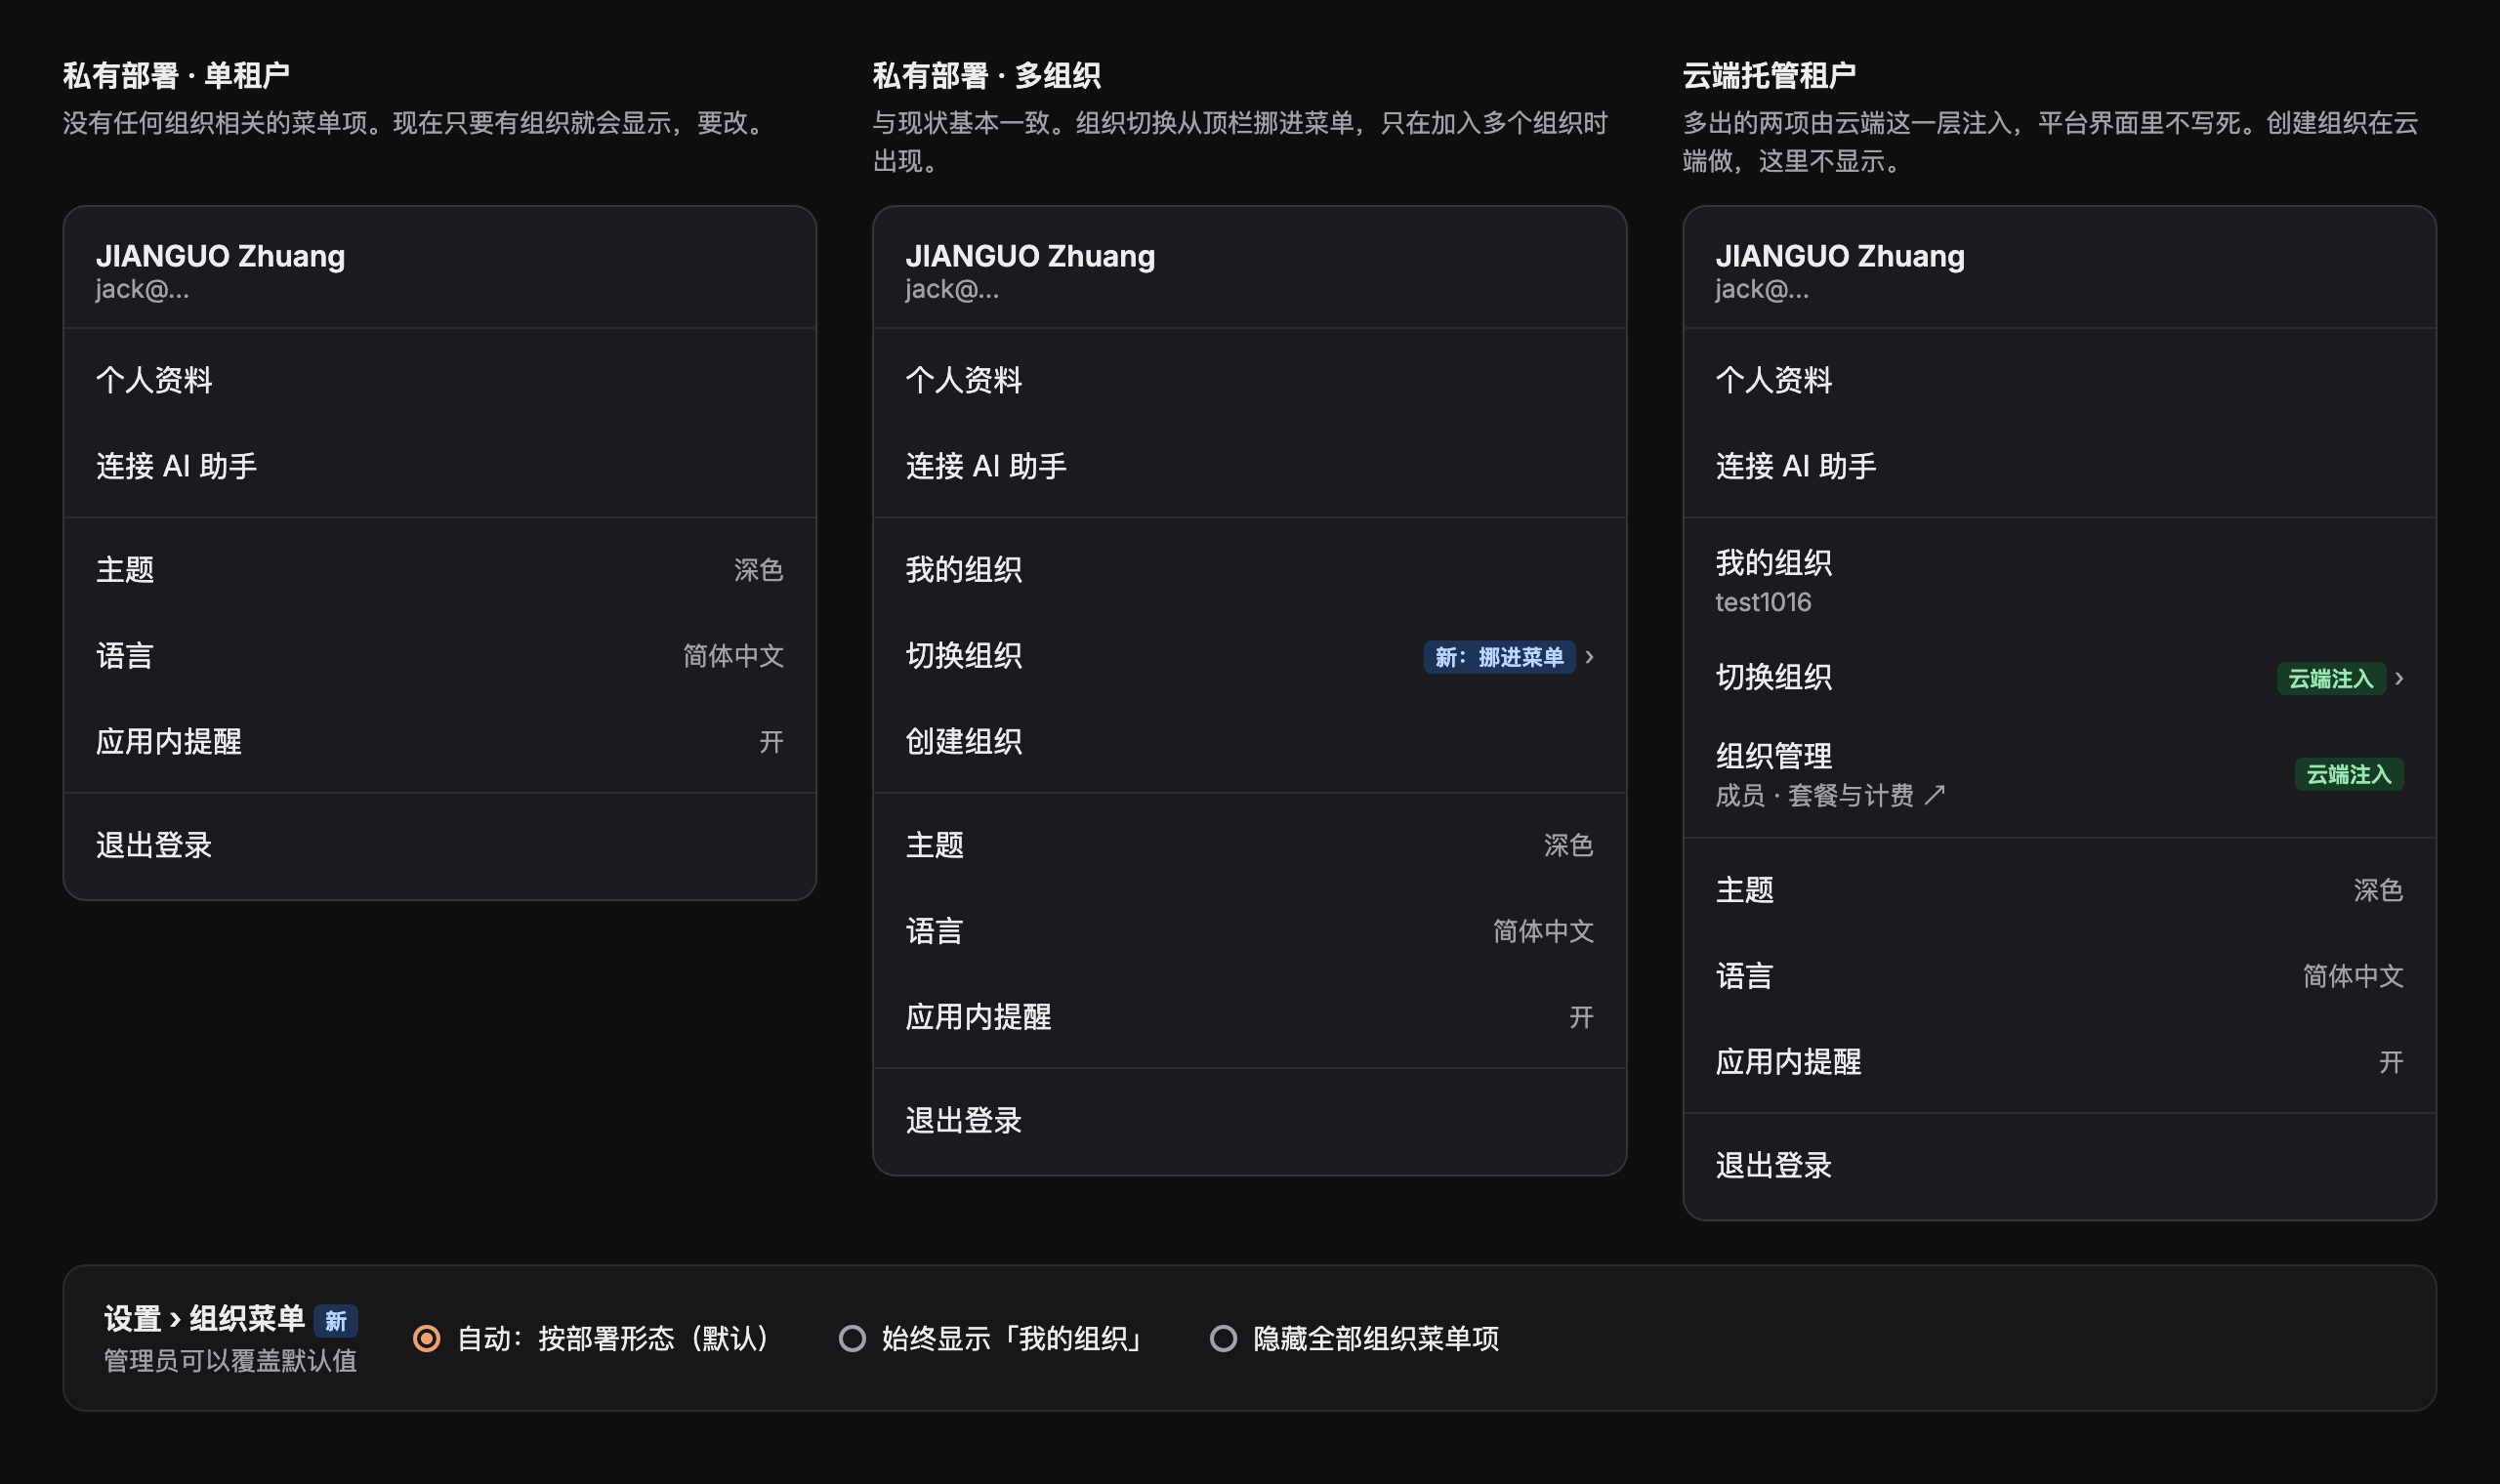 私有部署 · 单租户
没有任何组织相关的菜单项。现在只要有组织就会显示，要改。
JIANGUO Zhuang
jack@...
个人资料
连接 AI 助手
主题 深色
语言 简体中文
应用内提醒 开
退出登录
私有部署 · 多组织
与现状基本一致。组织切换从顶栏挪进菜单，只在加入多个组织时
出现。
JIANGUO Zhuang
jack@...
个人资料
连接 AI 助手
我的组织
切换组织 新：挪进菜单 ›
创建组织
主题 深色
语言 简体中文
应用内提醒 开
退出登录
云端托管租户
多出的两项由云端这一层注入，平台界面里不写死。创建组织在云
端做，这里不显示。
JIANGUO Zhuang
jack@...
个人资料
连接 AI 助手
我的组织
test1016
切换组织 云端注入 ›
组织管理 云端注入
成员 · 套餐与计费 ↗
主题 深色
语言 简体中文
应用内提醒 开
退出登录
设置 › 组织菜单 新
管理员可以覆盖默认值
自动：按部署形态（默认）
始终显示「我的组织」
隐藏全部组织菜单项